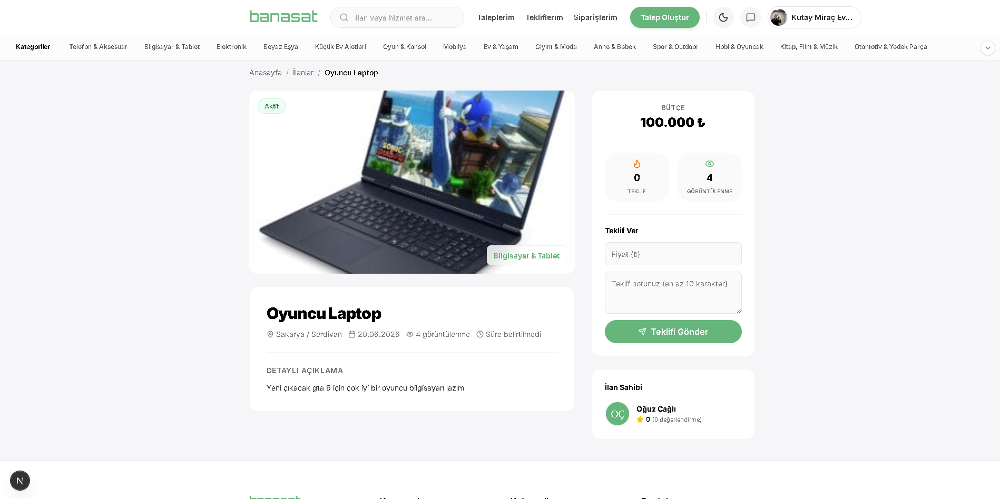 banasat
İlan veya hizmet ara...
Taleplerim
Tekliflerim
Siparişlerim
Talep Oluştur
Kutay Miraç Ev...
Kategoriler
Telefon & Aksesuar
Bilgisayar & Tablet
Elektronik
Beyaz Eşya
Küçük Ev Aletleri
Oyun & Konsol
Mobilya
Ev & Yaşam
Giyim & Moda
Anne & Bebek
Spor & Outdoor
Hobi & Oyuncak
Kitap, Film & Müzik
Otomotiv & Yedek Parça
Anasayfa / İlanlar / Oyuncu Laptop
Aktif
SONIC
Bilgisayar & Tablet
Oyuncu Laptop
Sakarya / Serdivan
20.06.2026
4 görüntülenme
Süre belirtilmedi
DETAYLI AÇIKLAMA
Yeni çıkacak gta 6 için çok iyi bir oyuncu bilgisayarı lazım
BÜTÇE
100.000 ₺
0
TEKLİF
4
GÖRÜNTÜLENME
Teklif Ver
Fiyat (₺)
Teklif notunuz (en az 10 karakter)
Teklifi Gönder
İlan Sahibi
OÇ
Oğuz Çağlı
0 (0 değerlendirme)
N
banasat